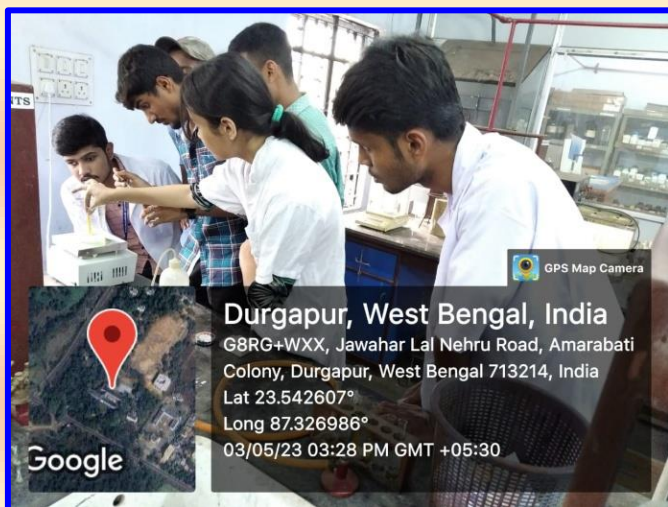 NTS
GPS Map Camera
Durgapur, West Bengal, India
G8RG+WXX, Jawahar Lal Nehru Road, Amarabati
Colony, Durgapur, West Bengal 713214, India
Lat 23.542607°
Long 87.326986°
03/05/23 03:28 PM GMT +05:30
Google